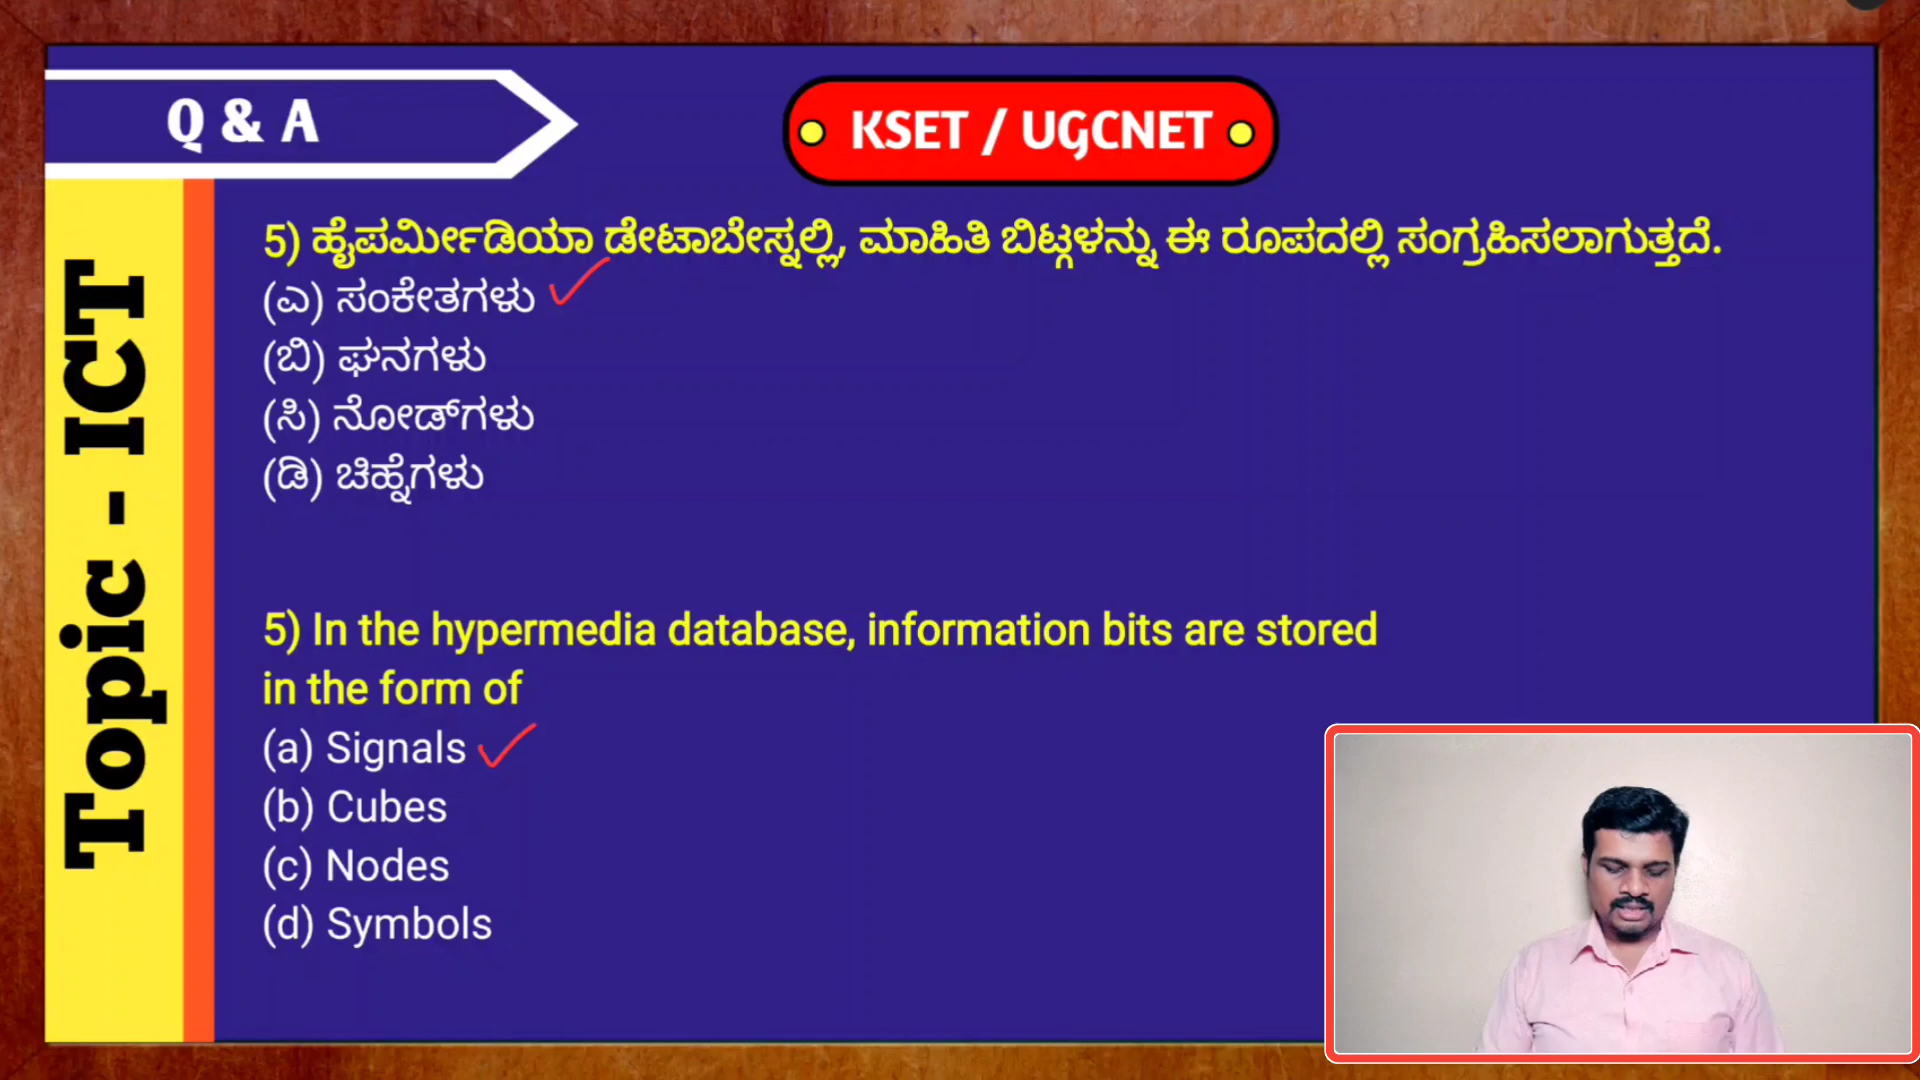 Q & A
KSET / UGCNET
Topic - ICT
5) ಹೈಪರ್ಮೀಡಿಯಾ ಡೇಟಾಬೇಸ್ನಲ್ಲಿ, ಮಾಹಿತಿ ಬಿಟ್ಗಳನ್ನು ಈ ರೂಪದಲ್ಲಿ ಸಂಗ್ರಹಿಸಲಾಗುತ್ತದೆ.
(ಎ) ಸಂಕೇತಗಳು
(ಬಿ) ಘನಗಳು
(ಸಿ) ನೋಡ್‌ಗಳು
(ಡಿ) ಚಿಹ್ನೆಗಳು
5) In the hypermedia database, information bits are stored
in the form of
(a) Signals
(b) Cubes
(c) Nodes
(d) Symbols